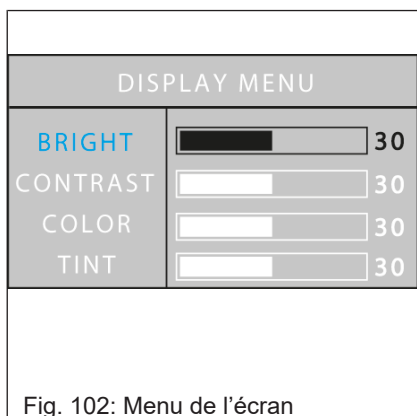 DISPLAY MENU
BRIGHT 30
CONTRAST 30
COLOR 30
TINT 30
Fig. 102: Menu de l’écran